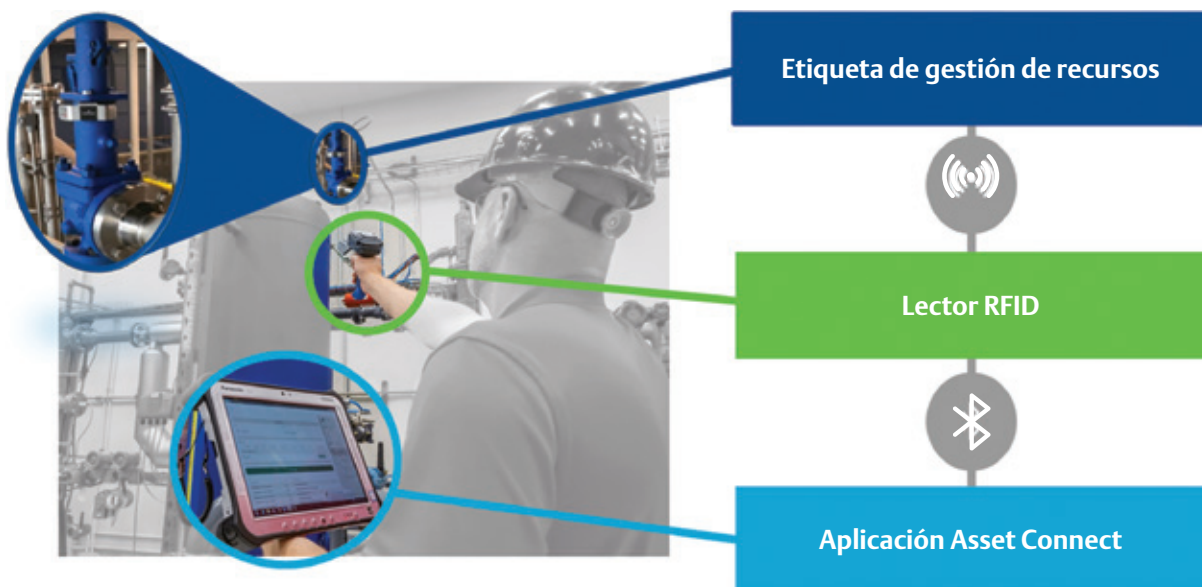 Etiqueta de gestión de recursos
Lector RFID
Aplicación Asset Connect